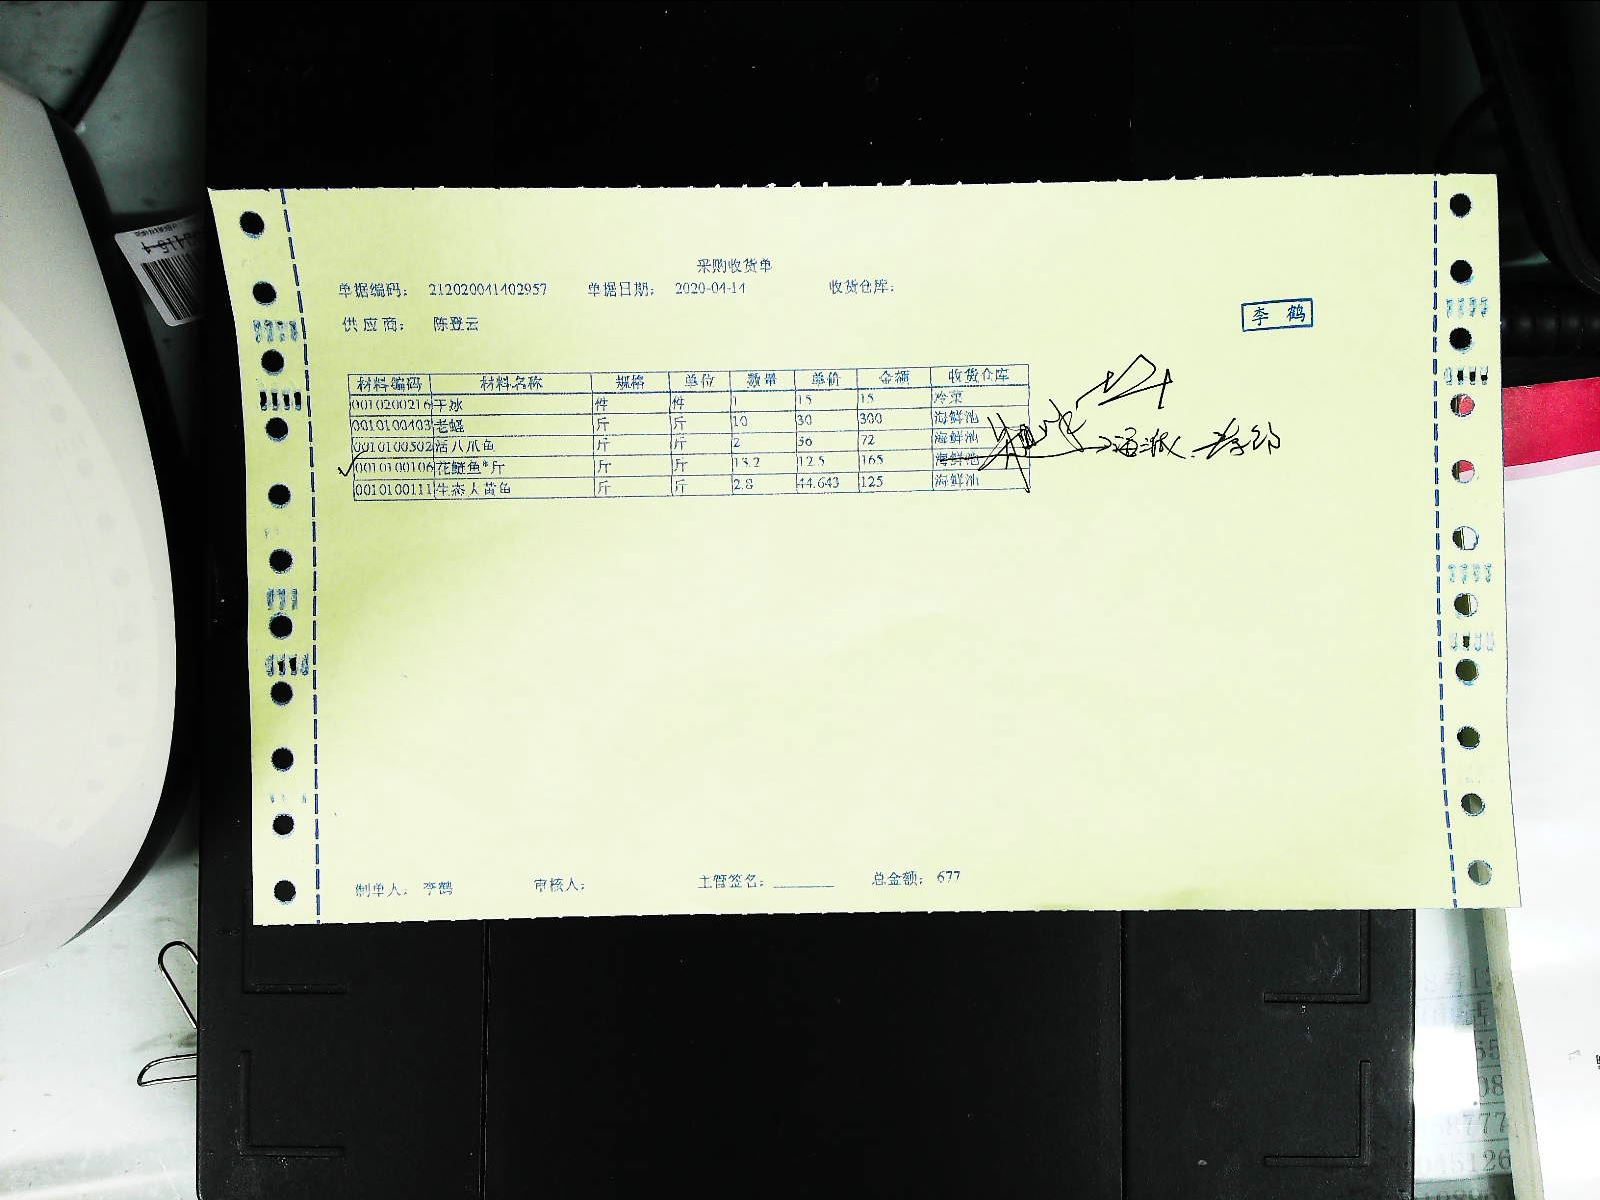 采购收货单
单据编码： 212020041402957 单据日期： 2020-04-14 收货仓库：
供应商： 陈登云
李鹤
材料编码 材料名称 规格 单位 数量 单价 金额 收货仓库
0010200216 干冰 件 件 1 15 15 冷菜
0010100403 老蛏 斤 斤 10 30 300 海鲜池
0010100502 活八爪鱼 斤 斤 2 36 72 海鲜池
0010100106 花鲢鱼*斤 斤 斤 13.2 12.5 165 海鲜池
0010100111 生态大黄鱼 斤 斤 2.8 44.643 125 海鲜池
制单人： 李鹤 审核人： 主管签名： 总金额： 677